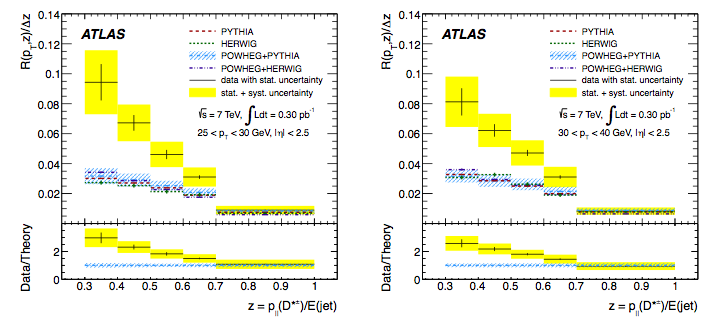 R(p_T,z)/Δz
0.14
0.12
0.1
0.08
0.06
0.04
0.02
ATLAS
PYTHIA
HERWIG
POWHEG+PYTHIA
POWHEG+HERWIG
data with stat. uncertainty
stat. + syst. uncertainty
√s = 7 TeV, ∫Ldt = 0.30 pb⁻¹
25 < p_T < 30 GeV, |η| < 2.5
Data/Theory
2
0
0.3 0.4 0.5 0.6 0.7 0.8 0.9 1
z = p_||(D*±)/E(jet)
R(p_T,z)/Δz
0.14
0.12
0.1
0.08
0.06
0.04
0.02
ATLAS
PYTHIA
HERWIG
POWHEG+PYTHIA
POWHEG+HERWIG
data with stat. uncertainty
stat. + syst. uncertainty
√s = 7 TeV, ∫Ldt = 0.30 pb⁻¹
30 < p_T < 40 GeV, |η| < 2.5
Data/Theory
2
0
0.3 0.4 0.5 0.6 0.7 0.8 0.9 1
z = p_||(D*±)/E(jet)